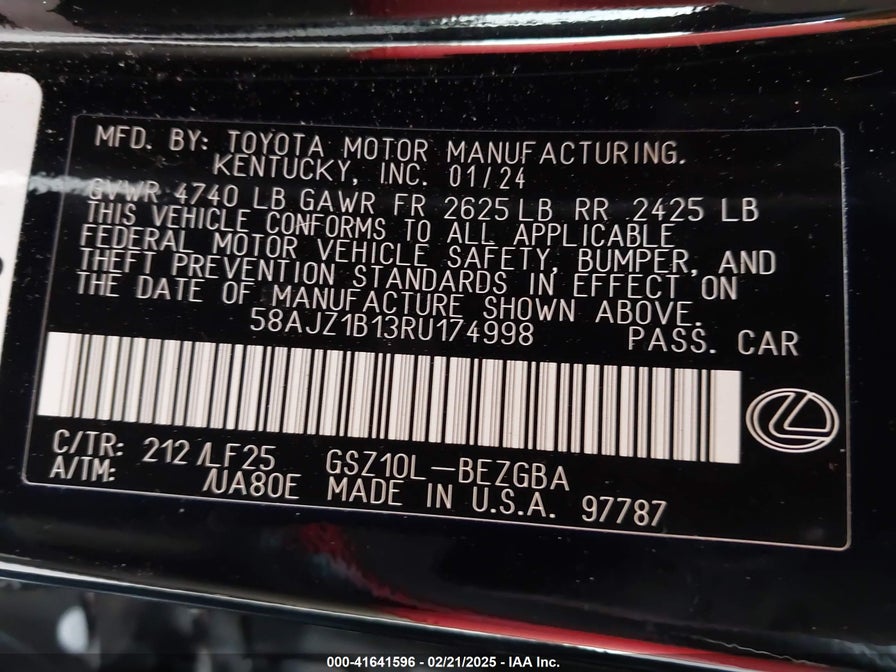 MFD. BY: TOYOTA MOTOR MANUFACTURING.
KENTUCKY, INC. 01/24
GVWR 4740 LB GAWR FR 2625 LB RR 2425 LB
THIS VEHICLE CONFORMS TO ALL APPLICABLE
FEDERAL MOTOR VEHICLE SAFETY, BUMPER, AND
THEFT PREVENTION STANDARDS IN EFFECT ON
THE DATE OF MANUFACTURE SHOWN ABOVE.
58AJZ1B13RU174998 PASS. CAR
C/TR: 212 /LF25 GSZ10L-BEZGBA
A/TM: /UA80E MADE IN U.S.A. 97787
000-41641596 - 02/21/2025 - IAA Inc.